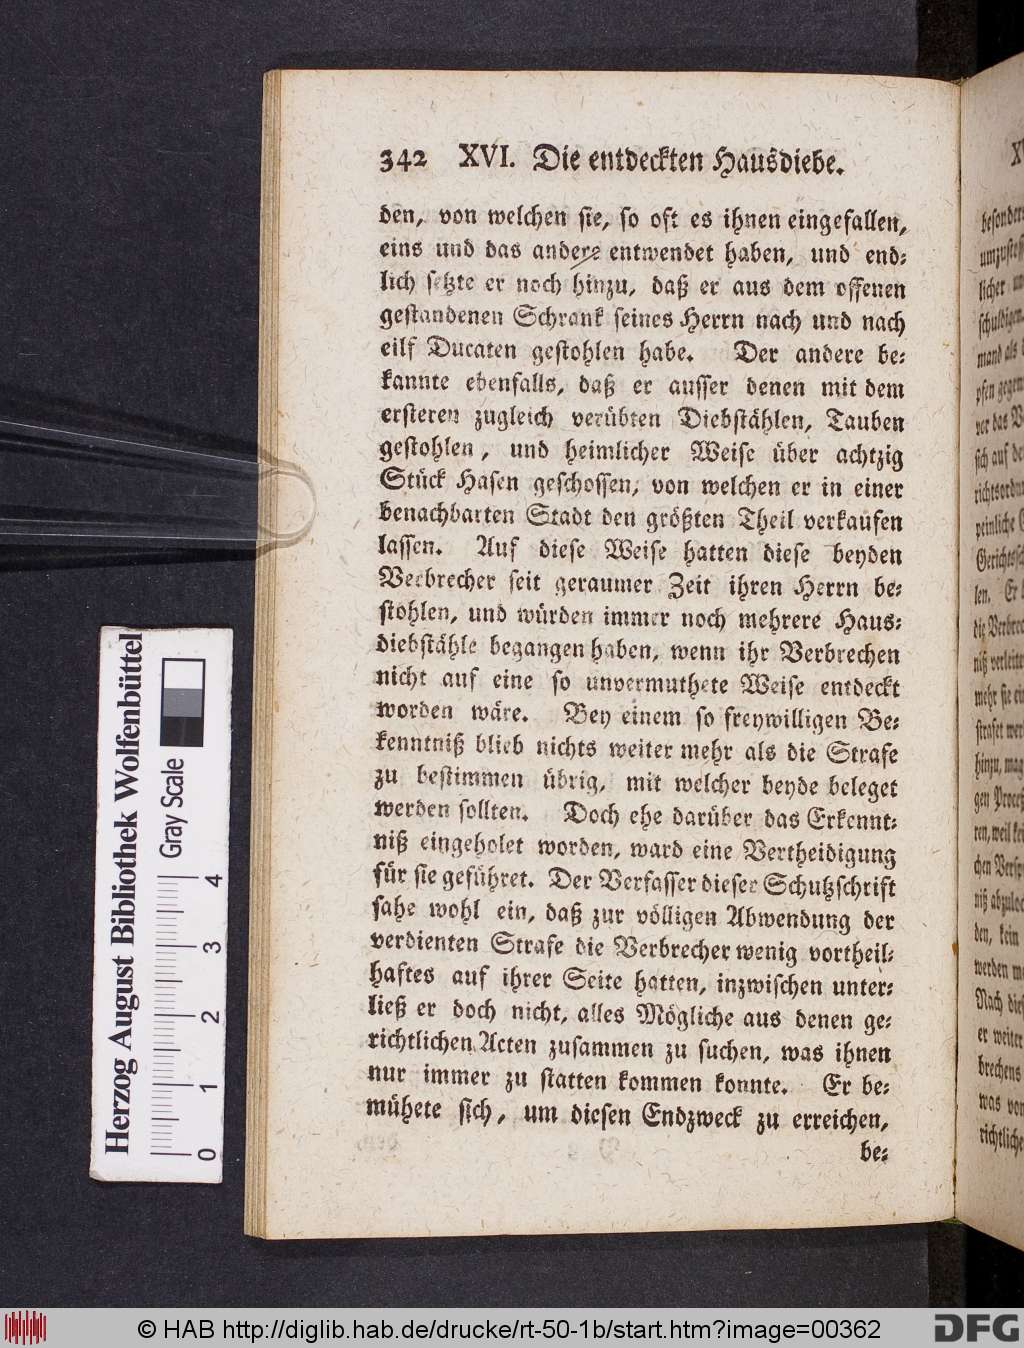 342 XVI. Die entdeckten Hausdiebe.
den, von welchen sie, so oft es ihnen eingefallen,
eins und das andere entwendet haben, und end⸗
lich setzte er noch hinzu, daß er aus dem offenen
gestandenen Schrank seines Herrn nach und nach
eilf Ducaten gestohlen habe. Der andere be⸗
kannte ebenfalls, daß er ausser denen mit dem
ersteren zugleich verübten Diebstählen, Tauben
gestohlen, und heimlicher Weise über achtzig
Stück Hasen geschossen, von welchen er in einer
benachbarten Stadt den größten Theil verkaufen
lassen. Auf diese Weise hatten diese beyden
Verbrecher seit geraumer Zeit ihren Herrn be⸗
stohlen, und würden immer noch mehrere Haus⸗
diebstähle begangen haben, wenn ihr Verbrechen
nicht auf eine so unvermuthete Weise entdeckt
worden wäre. Bey einem so freywilligen Be⸗
kenntniß blieb nichts weiter mehr als die Strafe
zu bestimmen übrig, mit welcher beyde beleget
werden sollten. Doch ehe darüber das Erkennt⸗
niß eingeholet worden, ward eine Vertheidigung
für sie geführet. Der Verfasser dieser Schutzschrift
sahe wohl ein, daß zur völligen Abwendung der
verdienten Strafe die Verbrecher wenig vortheil⸗
haftes auf ihrer Seite hatten, inzwischen unter⸗
ließ er doch nicht, alles Mögliche aus denen ge⸗
richtlichen Acten zusammen zu suchen, was ihnen
nur immer zu statten kommen konnte. Er be⸗
mühete sich, um diesen Endzweck zu erreichen,
be⸗
Herzog August Bibliothek Wolfenbüttel
Gray Scale
0 1 2 3 4
© HAB http://diglib.hab.de/drucke/rt-50-1b/start.htm?image=00362
DFG